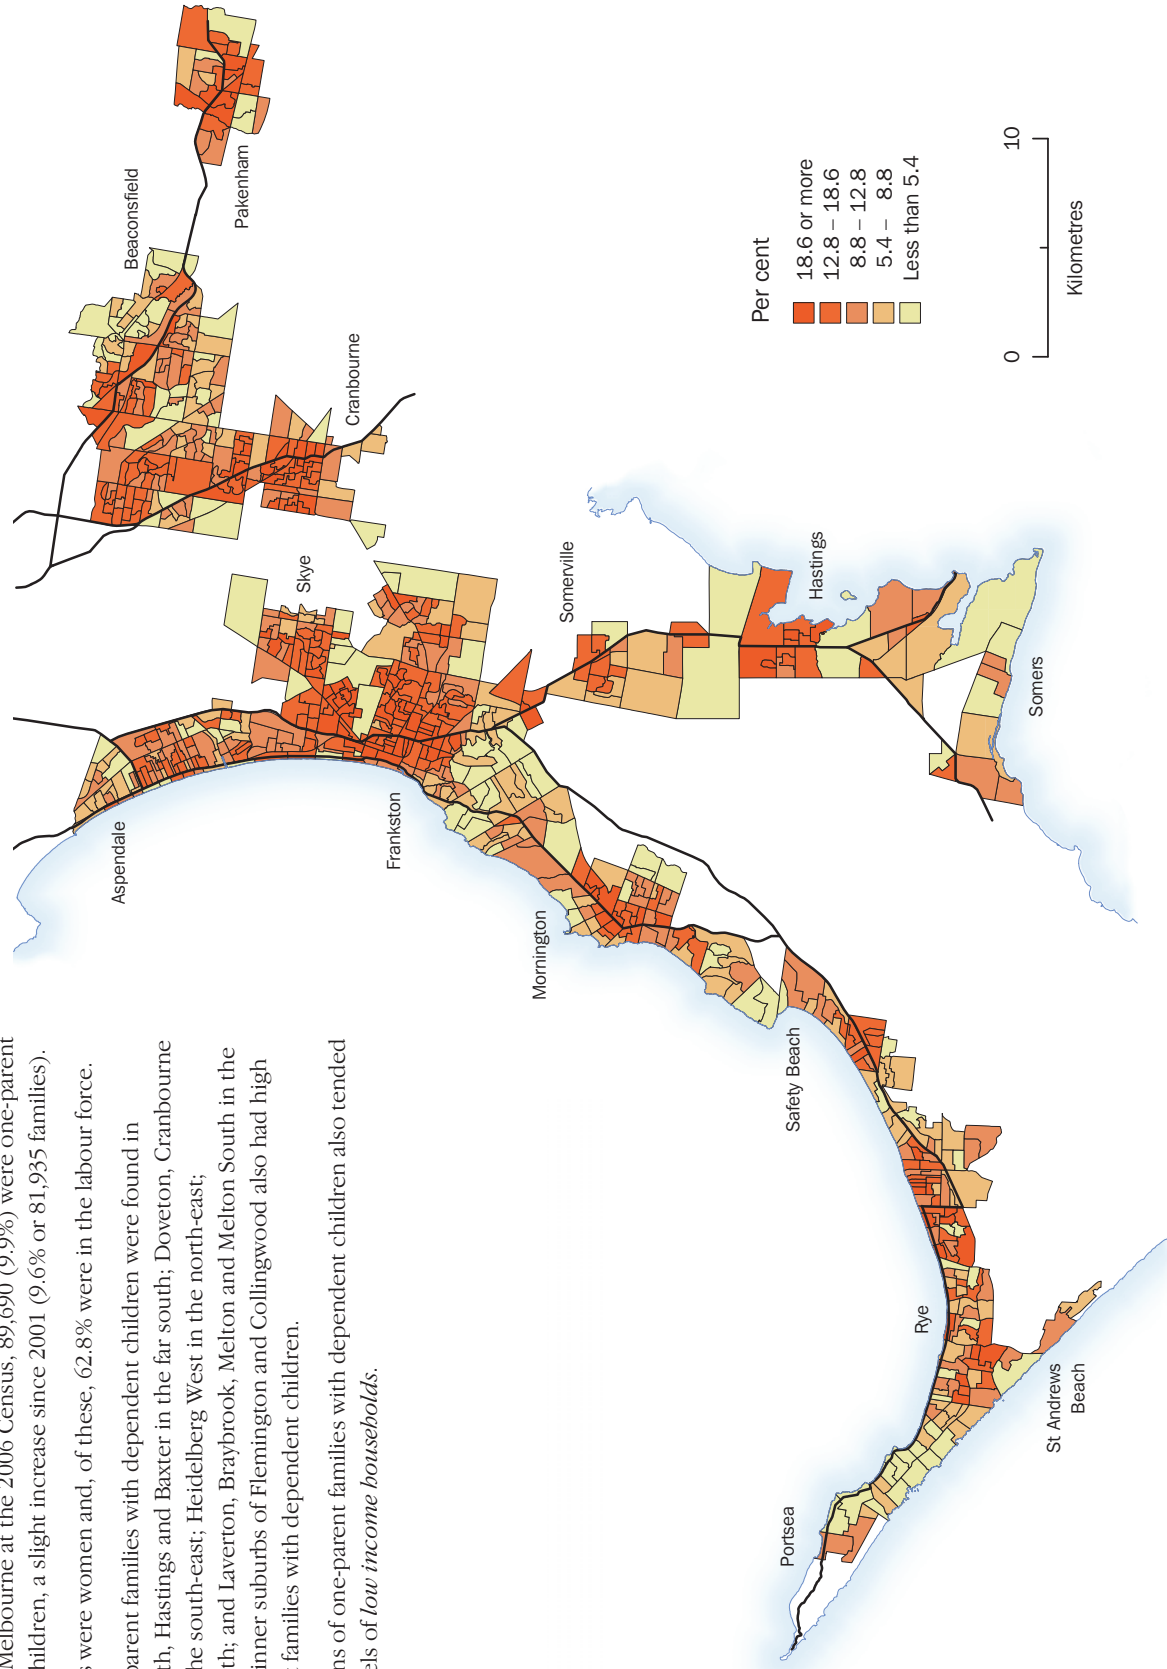 Melbourne at the 2006 Census, 89,690 (9.9%) were one-parent
hildren, a slight increase since 2001 (9.6% or 81,935 families).
s were women and, of these, 62.8% were in the labour force.
parent families with dependent children were found in
th, Hastings and Baxter in the far south; Doveton, Cranbourne
he south-east; Heidelberg West in the north-east;
th; and Laverton, Braybrook, Melton and Melton South in the
inner suburbs of Flemington and Collingwood also had high
families with dependent children.
ns of one-parent families with dependent children also tended
els of low income households.
Pakenham
Beaconsfield
Cranbourne
Skye
Somerville
Hastings
Somers
Aspendale
Frankston
Mornington
Safety Beach
Rye
St Andrews
Beach
Portsea
Per cent
18.6 or more
12.8 – 18.6
8.8 – 12.8
5.4 – 8.8
Less than 5.4
0 10
Kilometres